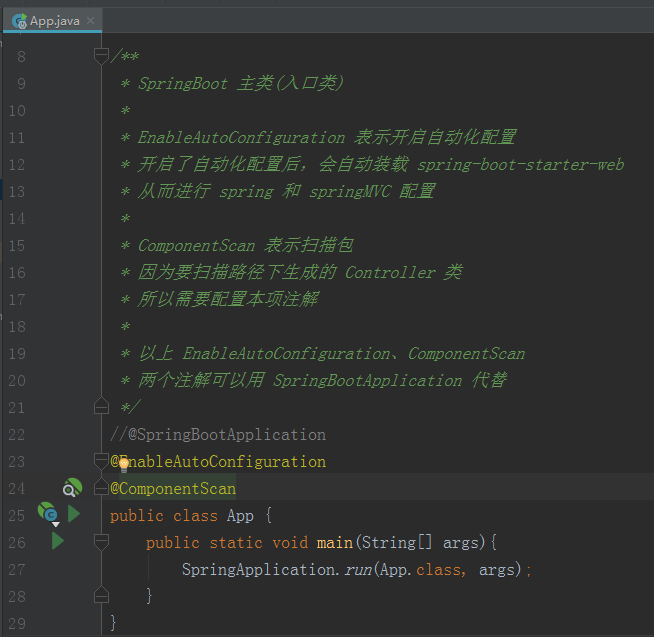 App.java
8 /**
9 * SpringBoot 主类(入口类)
10 *
11 * EnableAutoConfiguration 表示开启自动化配置
12 * 开启了自动化配置后，会自动装载 spring-boot-starter-web
13 * 从而进行 spring 和 springMVC 配置
14 *
15 * ComponentScan 表示扫描包
16 * 因为要扫描路径下生成的 Controller 类
17 * 所以需要配置本项注解
18 *
19 * 以上 EnableAutoConfiguration、ComponentScan
20 * 两个注解可以用 SpringBootApplication 代替
21 */
22 //@SpringBootApplication
23 @EnableAutoConfiguration
24 @ComponentScan
25 public class App {
26 public static void main(String[] args){
27 SpringApplication.run(App.class, args);
28 }
29 }